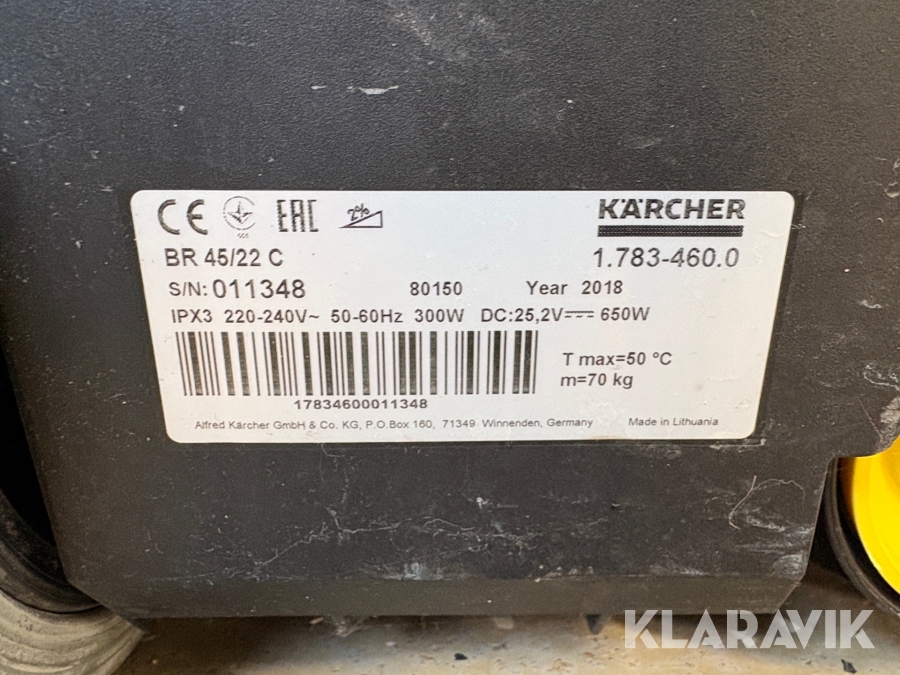 CE EAC 2% KÄRCHER
BR 45/22 C 1.783-460.0
S/N: 011348 80150 Year 2018
IPX3 220-240V~ 50-60Hz 300W DC:25,2V⎓ 650W
T max=50 °C
m=70 kg
17834600011348
Alfred Kärcher GmbH & Co. KG, P.O.Box 160, 71349 Winnenden, Germany Made in Lithuania
KLARAVIK